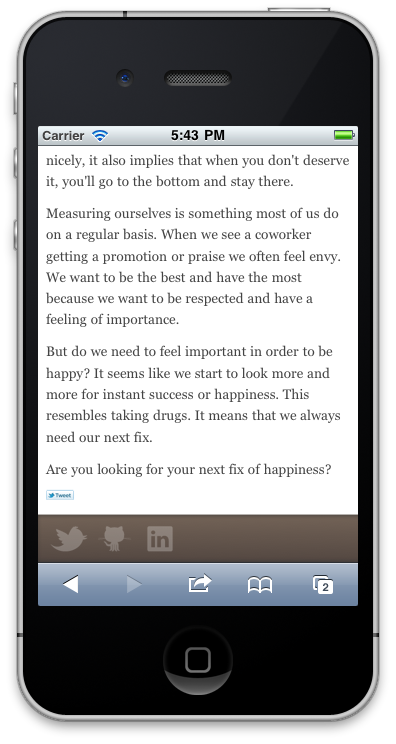 Carrier 5:43 PM
nicely, it also implies that when you don't deserve
it, you'll go to the bottom and stay there.
Measuring ourselves is something most of us do
on a regular basis. When we see a coworker
getting a promotion or praise we often feel envy.
We want to be the best and have the most
because we want to be respected and have a
feeling of importance.
But do we need to feel important in order to be
happy? It seems like we start to look more and
more for instant success or happiness. This
resembles taking drugs. It means that we always
need our next fix.
Are you looking for your next fix of happiness?
Tweet
in
2